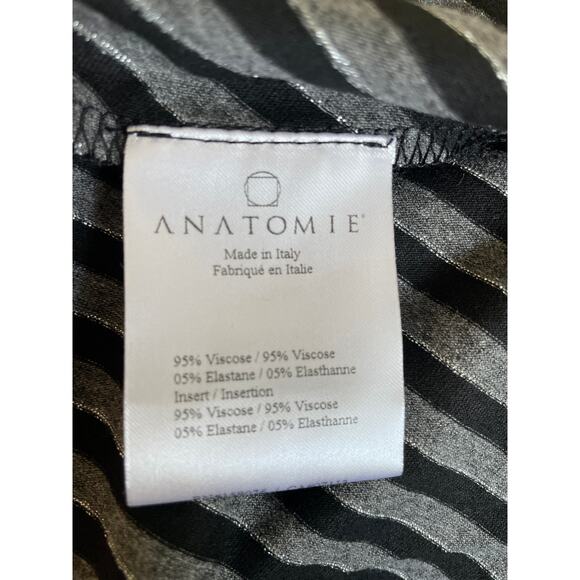 ANATOMIE®
Made in Italy
Fabriqué en Italie
95% Viscose / 95% Viscose
05% Elastane / 05% Elasthanne
Insert / Insertion
95% Viscose / 95% Viscose
05% Elastane / 05% Elasthanne